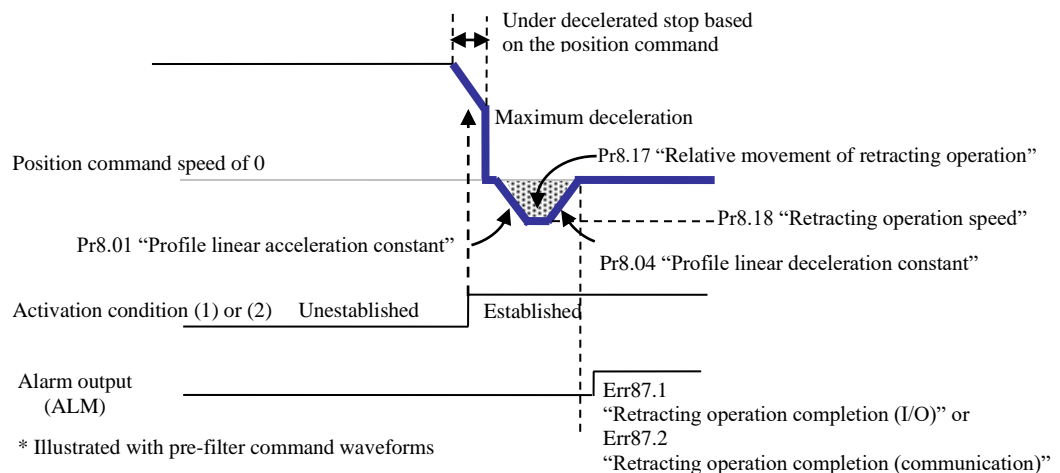 Under decelerated stop based
on the position command
Maximum deceleration
Position command speed of 0
Pr8.17 “Relative movement of retracting operation”
Pr8.18 “Retracting operation speed”
Pr8.01 “Profile linear acceleration constant”
Pr8.04 “Profile linear deceleration constant”
Activation condition (1) or (2) Unestablished Established
Alarm output
(ALM)
Err87.1
“Retracting operation completion (I/O)” or
Err87.2
“Retracting operation completion (communication)”
* Illustrated with pre-filter command waveforms